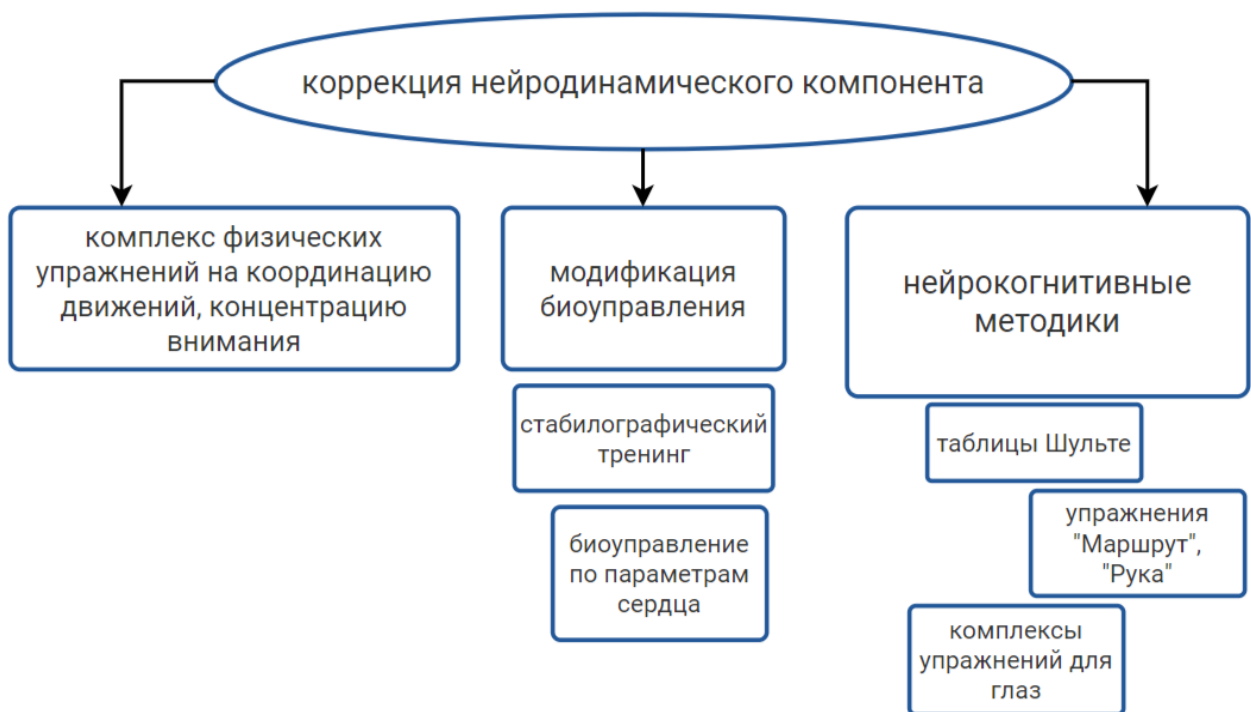 коррекция нейродинамического компонента
комплекс физических
упражнений на координацию
движений, концентрацию
внимания
модификация
биоуправления
стабилографический
тренинг
биоуправление
по параметрам
сердца
нейрокогнитивные
методики
таблицы Шульте
упражнения
"Маршрут",
"Рука"
комплексы
упражнений для
глаз